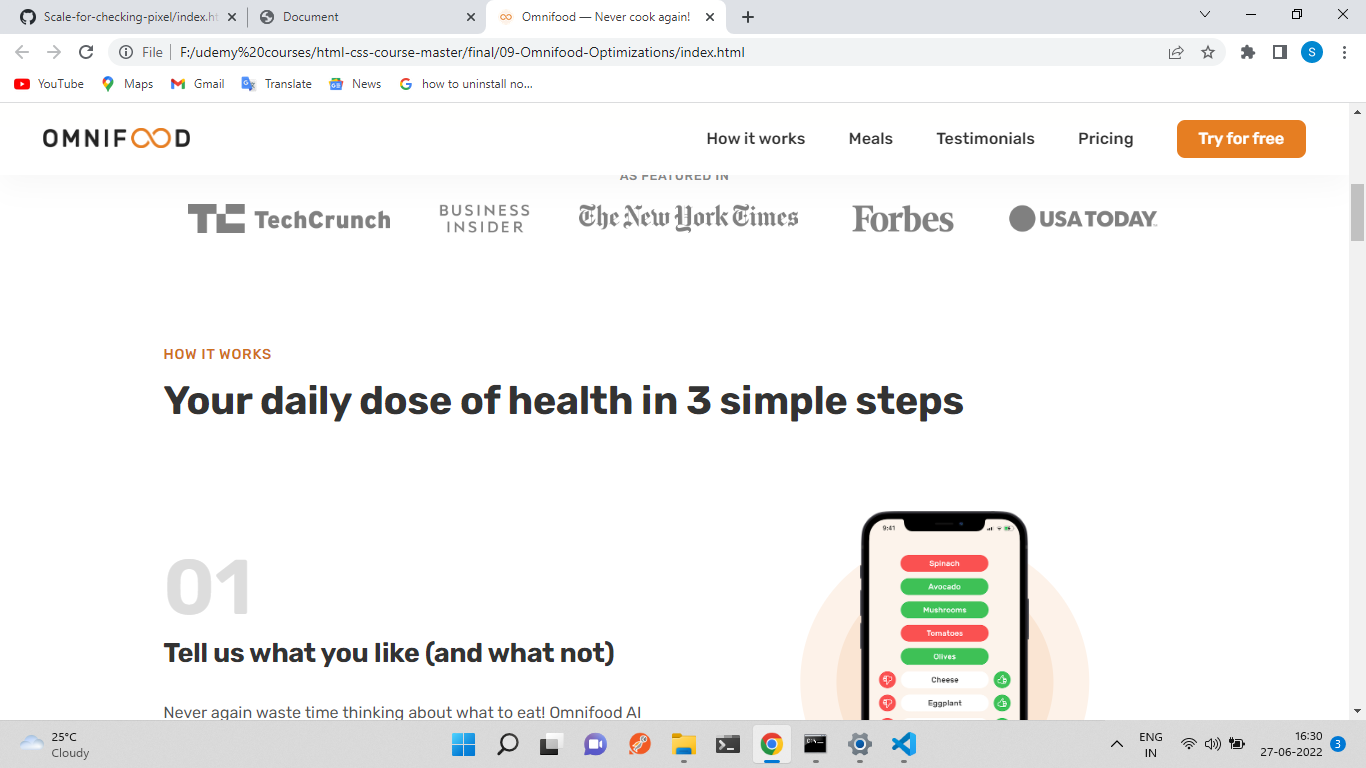 Scale-for-checking-pixel/index.ht
Document
Omnifood — Never cook again!
File
F:/udemy%20courses/html-css-course-master/final/09-Omnifood-Optimizations/index.html
S
YouTube
Maps
Gmail
Translate
News
how to uninstall no...
OMNIFOOD
How it works
Meals
Testimonials
Pricing
Try for free
AS FEATURED IN
TechCrunch
BUSINESS
INSIDER
The New York Times
Forbes
USA TODAY
HOW IT WORKS
Your daily dose of health in 3 simple steps
01
Tell us what you like (and what not)
Never again waste time thinking about what to eat! Omnifood AI
9:41
Spinach
Avocado
Mushrooms
Tomatoes
Olives
Cheese
Eggplant
25°C
Cloudy
ENG
IN
16:30
27-06-2022
3